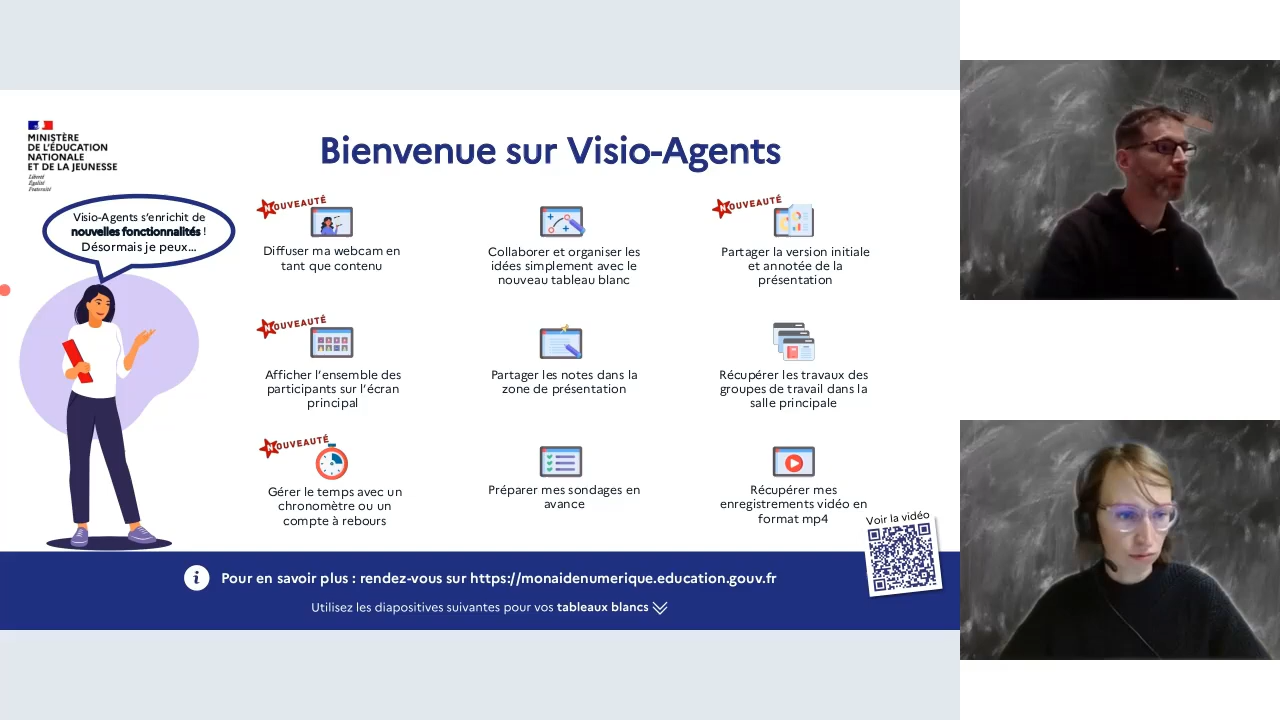 MINISTÈRE
DE L'ÉDUCATION
NATIONALE
ET DE LA JEUNESSE
Liberté
Égalité
Fraternité
Bienvenue sur Visio-Agents
Visio-Agents s'enrichit de
nouvelles fonctionnalités !
Désormais je peux...
NOUVEAUTÉ
Diffuser ma webcam en
tant que contenu
Collaborer et organiser les
idées simplement avec le
nouveau tableau blanc
NOUVEAUTÉ
Partager la version initiale
et annotée de la
présentation
NOUVEAUTÉ
Afficher l'ensemble des
participants sur l'écran
principal
Partager les notes dans la
zone de présentation
Récupérer les travaux des
groupes de travail dans la
salle principale
NOUVEAUTÉ
Gérer le temps avec un
chronomètre ou un
compte à rebours
Préparer mes sondages en
avance
Récupérer mes
enregistrements vidéo en
format mp4
Voir la vidéo
i Pour en savoir plus : rendez-vous sur https://monaidenumerique.education.gouv.fr
Utilisez les diapositives suivantes pour vos tableaux blancs